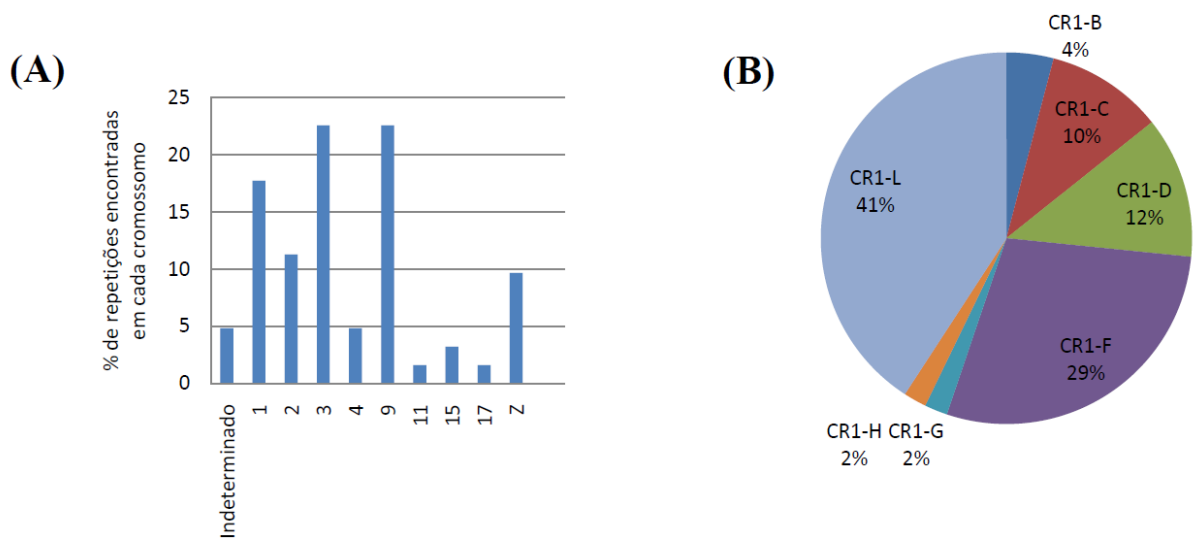 (A)
% de repetições encontradas
em cada cromossomo
25
20
15
10
5
0
Indeterminado
1
2
3
4
9
11
15
17
Z
(B)
CR1-B
4%
CR1-C
10%
CR1-D
12%
CR1-F
29%
CR1-G
2%
CR1-H
2%
CR1-L
41%